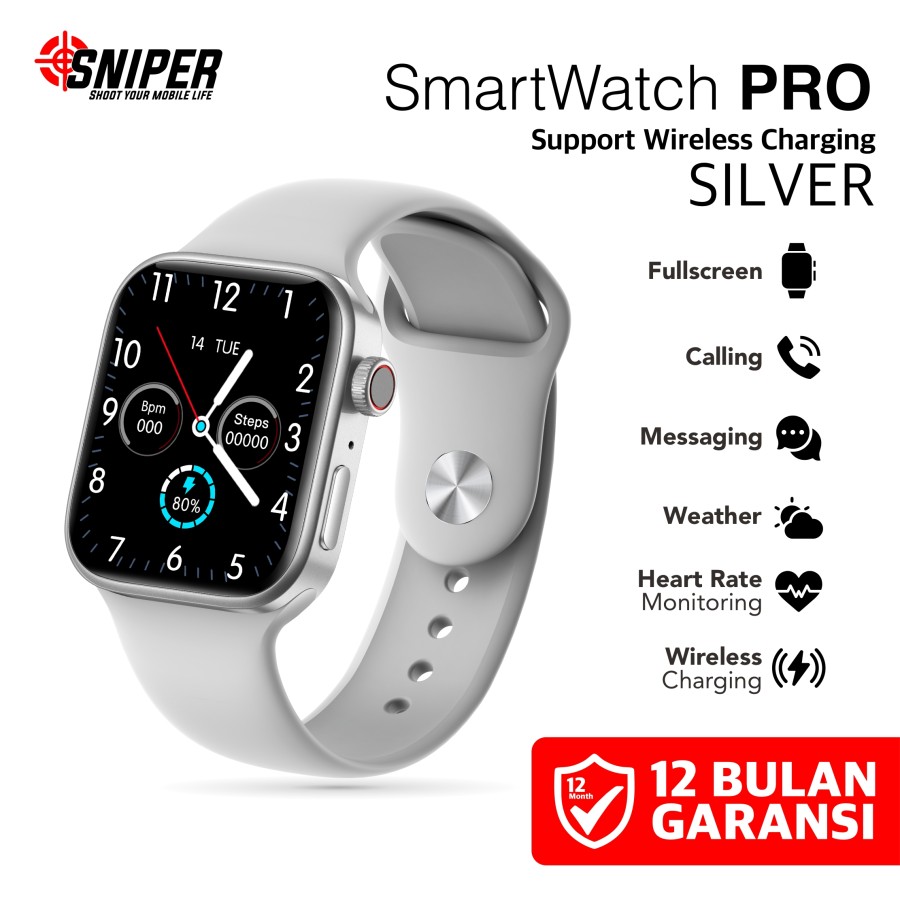 SNIPER
SHOOT YOUR MOBILE LIFE
SmartWatch PRO
Support Wireless Charging
SILVER
11 12 1
14 TUE
10 2
Bpm
000
Steps
00000
9 3
8 4
80%
7 6 5
Fullscreen
Calling
Messaging
Weather
Heart Rate
Monitoring
Wireless
Charging
12
Month
12 BULAN
GARANSI